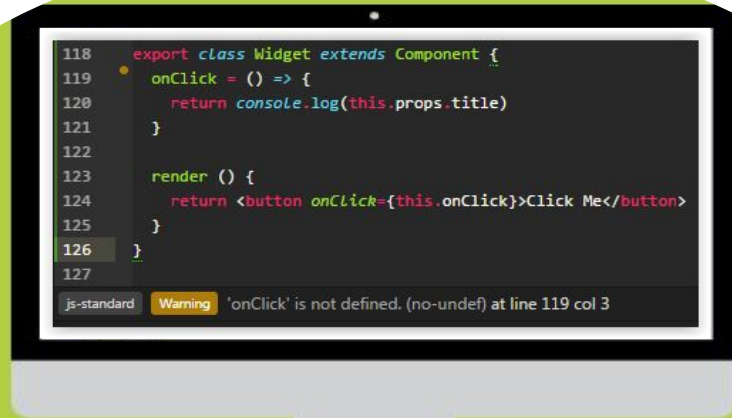 118 export class Widget extends Component {
119 onClick = () => {
120 return console.log(this.props.title)
121 }
122
123 render () {
124 return <button onClick={this.onClick}>Click Me</button>
125 }
126 }
127
js-standard Warning 'onClick' is not defined. (no-undef) at line 119 col 3